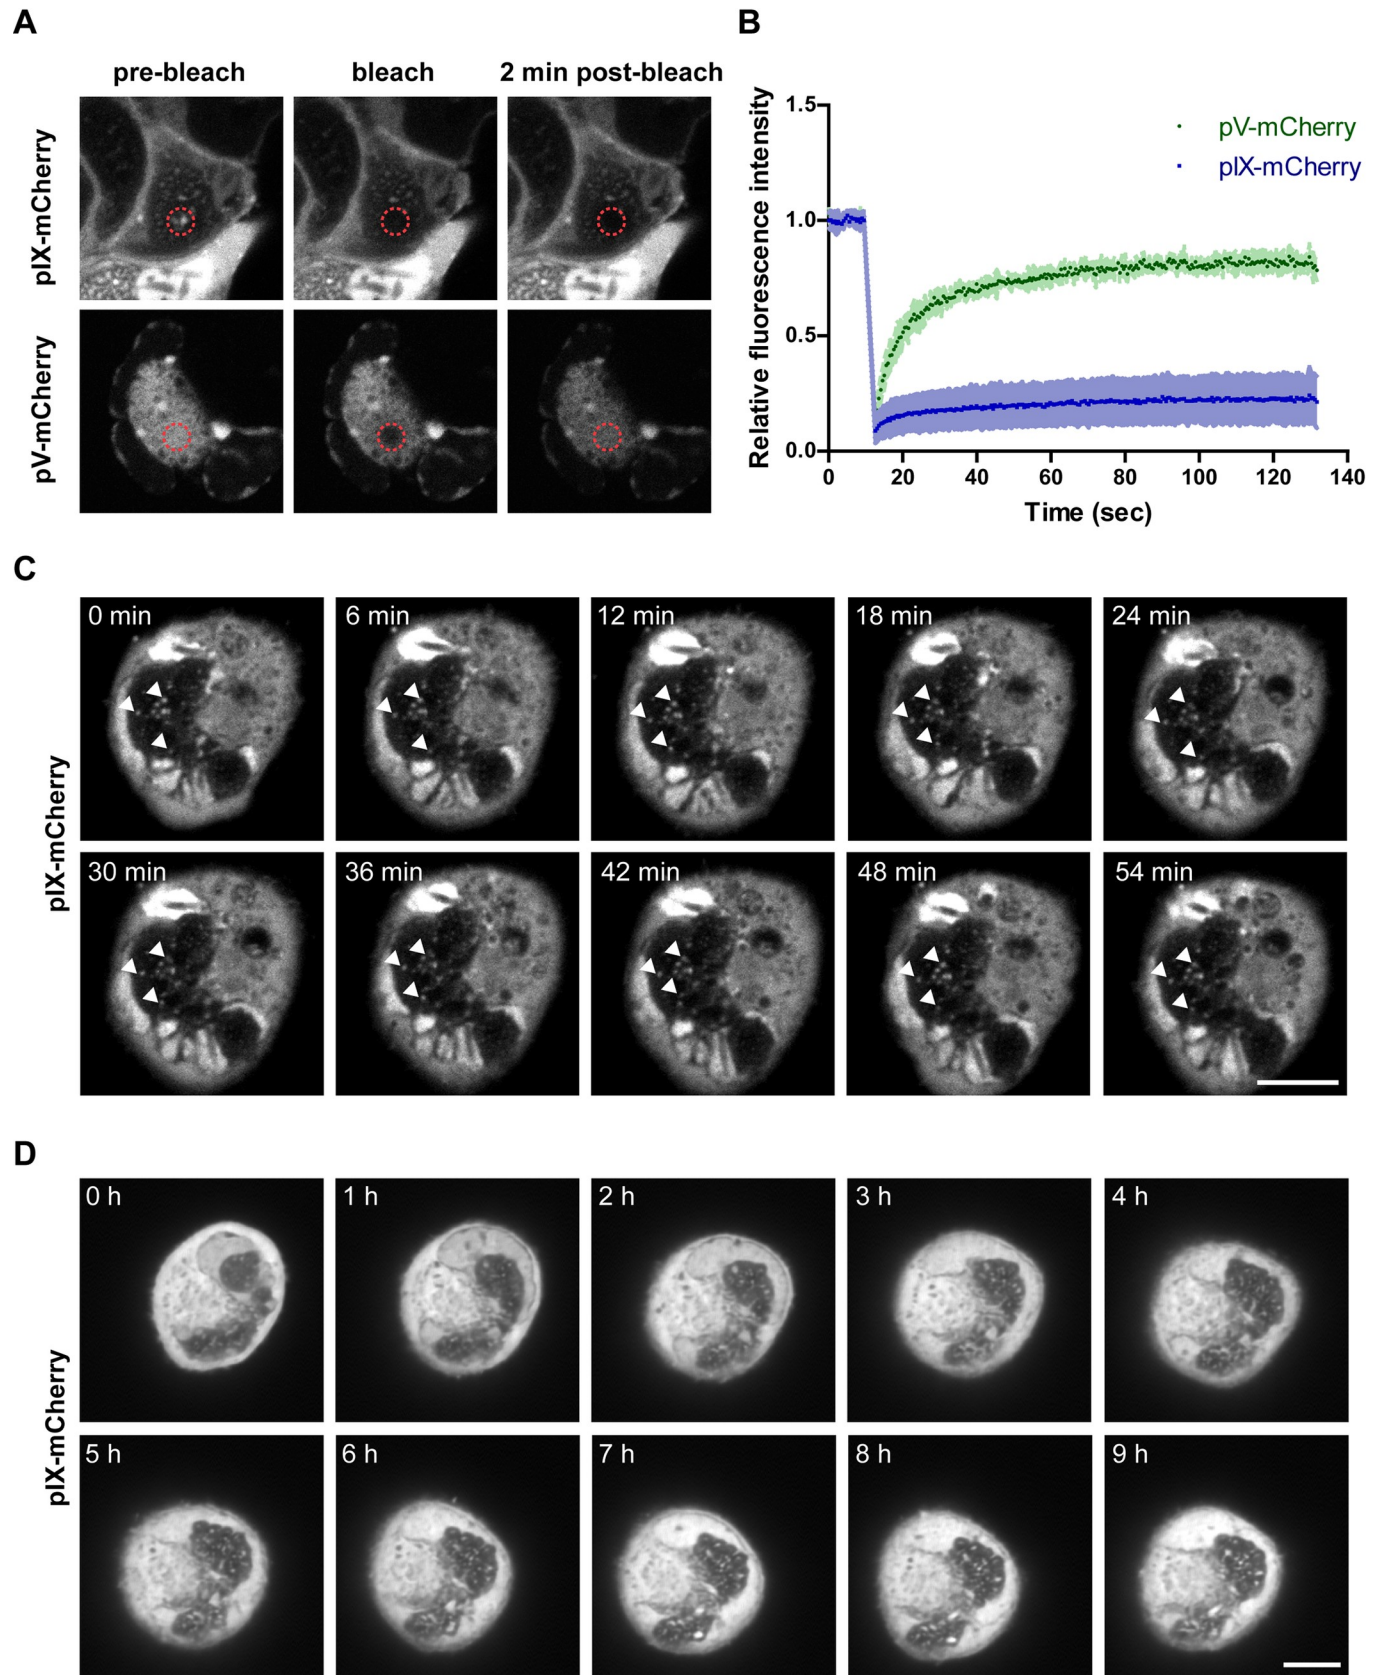 A
pre-bleach bleach 2 min post-bleach
pIX-mCherry
pV-mCherry
B
Relative fluorescence intensity
1.5
1.0
0.5
0.0
0 20 40 60 80 100 120 140
Time (sec)
pV-mCherry
pIX-mCherry
C
pIX-mCherry
0 min 6 min 12 min 18 min 24 min
30 min 36 min 42 min 48 min 54 min
D
pIX-mCherry
0 h 1 h 2 h 3 h 4 h
5 h 6 h 7 h 8 h 9 h